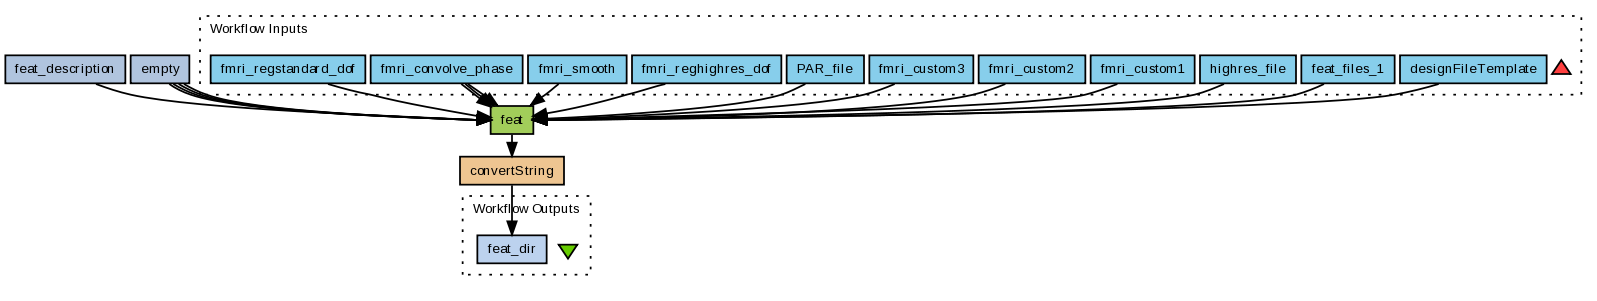 Workflow Inputs
feat_description
empty
fmri_regstandard_dof
fmri_convolve_phase
fmri_smooth
fmri_reghighres_dof
PAR_file
fmri_custom3
fmri_custom2
fmri_custom1
highres_file
feat_files_1
designFileTemplate
feat
convertString
Workflow Outputs
feat_dir